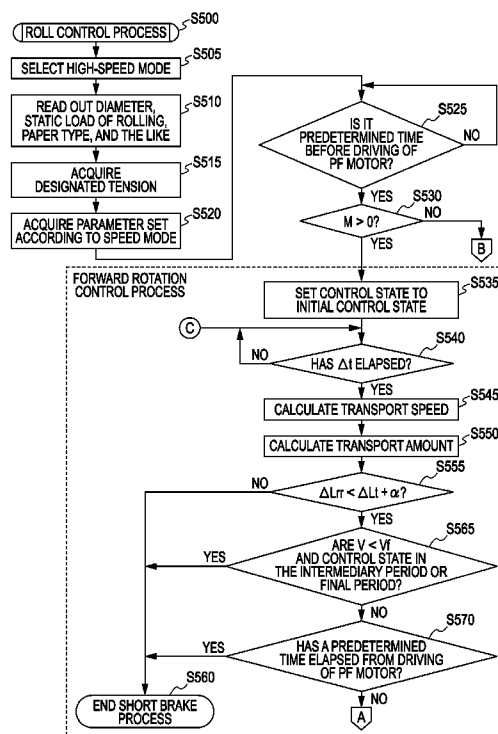 ROLL CONTROL PROCESS
S500
SELECT HIGH-SPEED MODE
S505
READ OUT DIAMETER,
STATIC LOAD OF ROLLING,
PAPER TYPE, AND THE LIKE
S510
ACQUIRE
DESIGNATED TENSION
S515
ACQUIRE PARAMETER SET
ACCORDING TO SPEED MODE
S520
IS IT
PREDETERMINED TIME
BEFORE DRIVING OF
PF MOTOR?
S525
NO
YES
M > 0?
S530
NO
B
YES
FORWARD ROTATION
CONTROL PROCESS
SET CONTROL STATE TO
INITIAL CONTROL STATE
S535
C
HAS Δt ELAPSED?
S540
NO
YES
CALCULATE TRANSPORT SPEED
S545
CALCULATE TRANSPORT AMOUNT
S550
ΔLrr < ΔLt + α?
S555
NO
YES
ARE V < Vf
AND CONTROL STATE IN
THE INTERMEDIARY PERIOD OR
FINAL PERIOD?
S565
YES
NO
HAS A PREDETERMINED
TIME ELAPSED FROM DRIVING
OF PF MOTOR?
S570
YES
NO
A
END SHORT BRAKE
PROCESS
S560